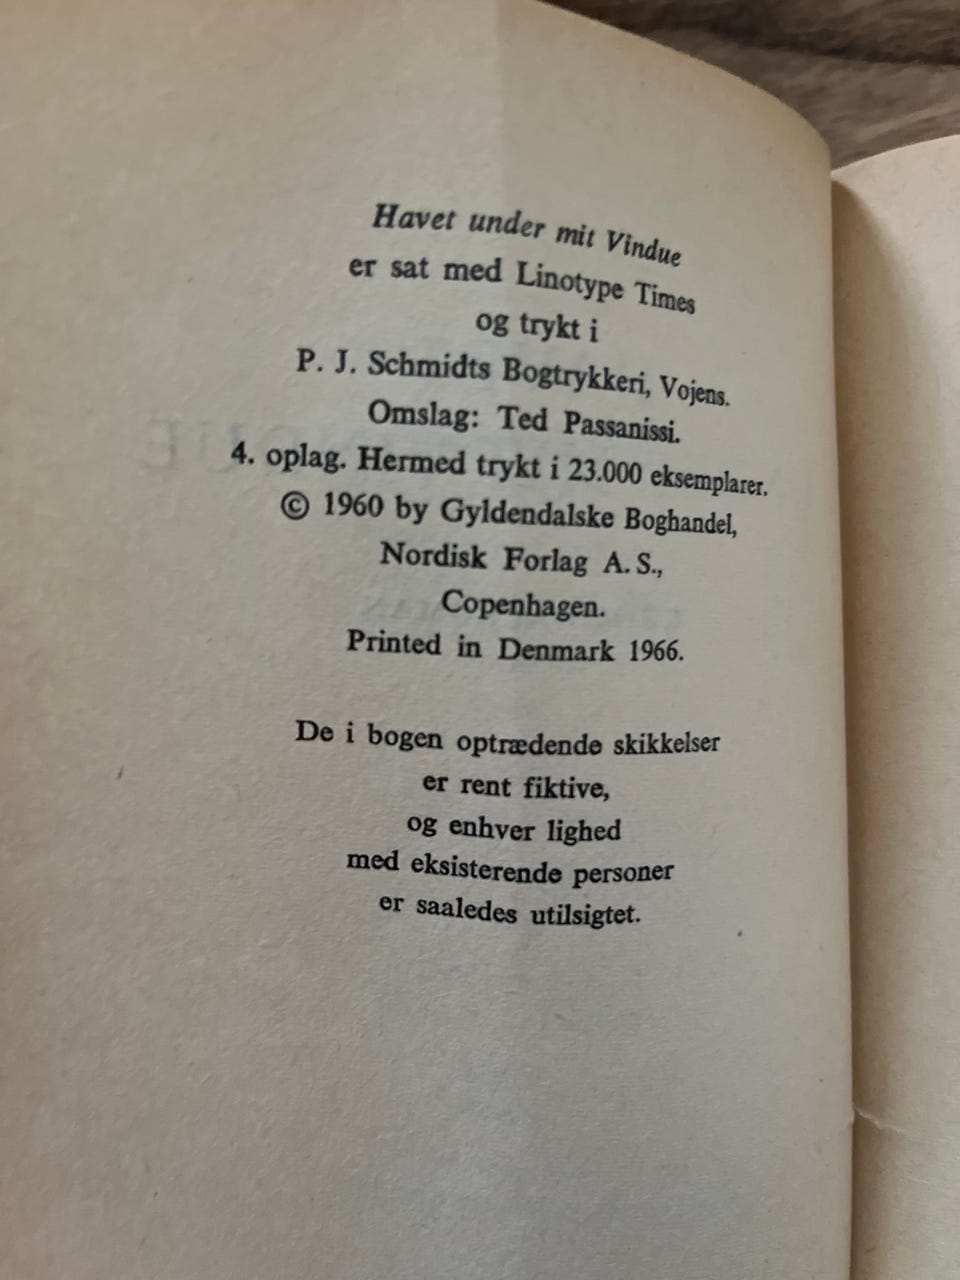 Havet under mit Vindue
er sat med Linotype Times
og trykt i
P. J. Schmidts Bogtrykkeri, Vojens.
Omslag: Ted Passanissi.
4. oplag. Hermed trykt i 23.000 eksemplarer.
© 1960 by Gyldendalske Boghandel,
Nordisk Forlag A. S.,
Copenhagen.
Printed in Denmark 1966.
De i bogen optrædende skikkelser
er rent fiktive,
og enhver lighed
med eksisterende personer
er saaledes utilsigtet.